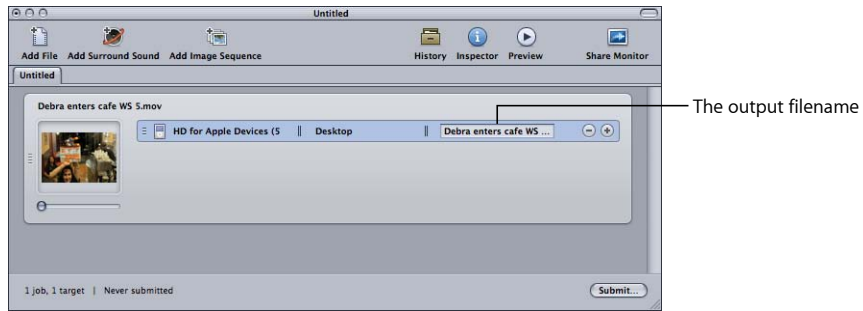 Untitled
Add File Add Surround Sound Add Image Sequence History Inspector Preview Share Monitor
Untitled
Debra enters cafe WS 5.mov
HD for Apple Devices (5 Desktop Debra enters cafe WS ...
The output filename
1 job, 1 target | Never submitted
Submit...